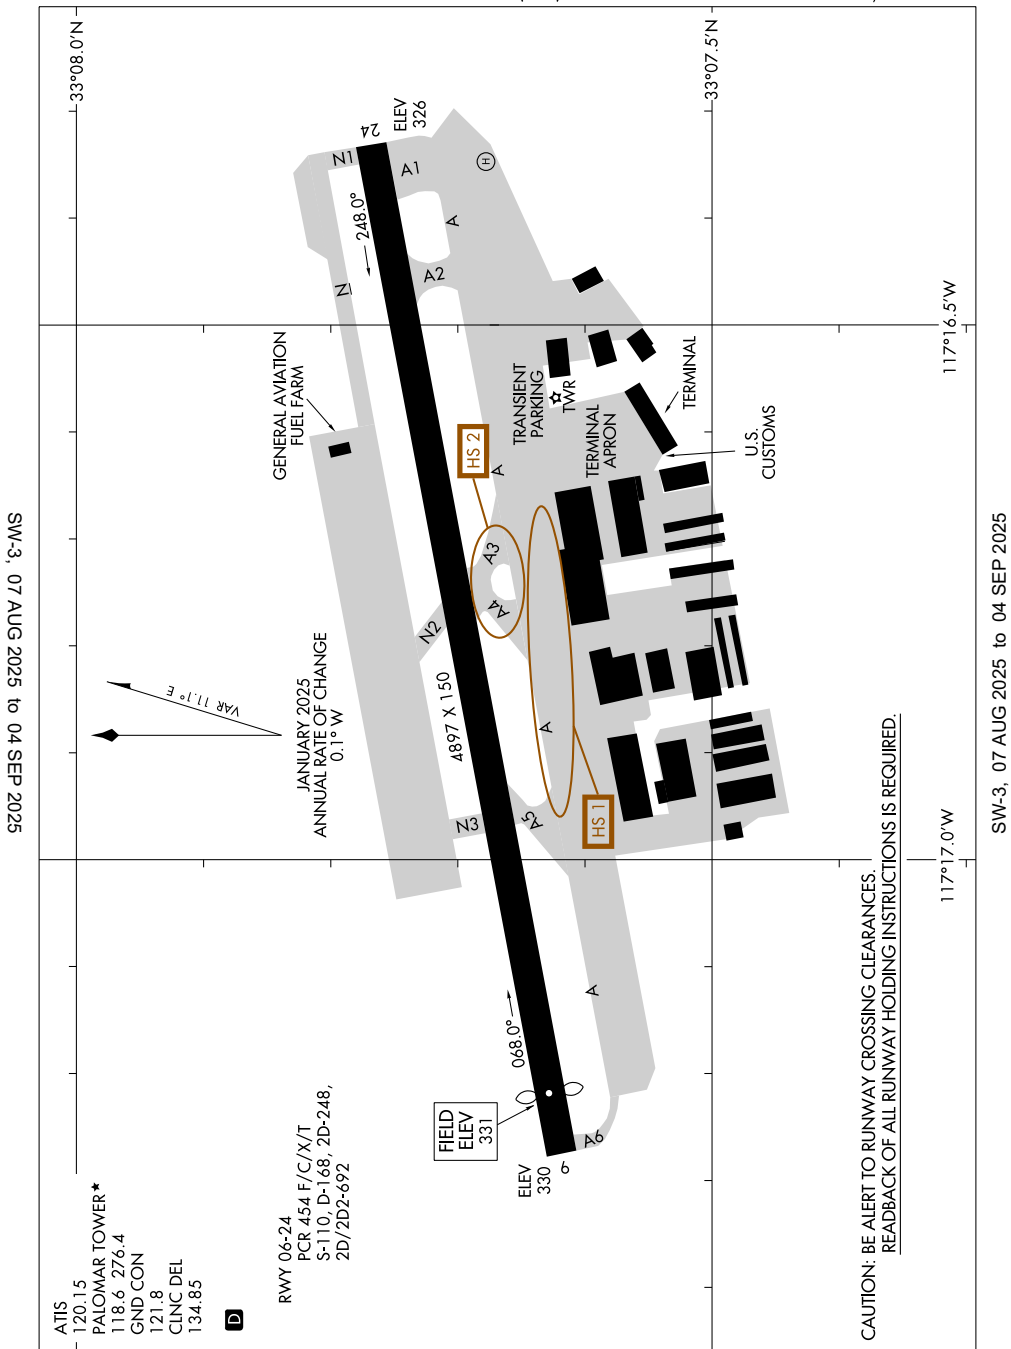 ATIS
120.15
PALOMAR TOWER★
118.6 276.4
GND CON
121.8
CLNC DEL
134.85
D
RWY 06-24
PCR 454 F/C/X/T
S-110, D-168, 2D-248,
2D/2D2-692
FIELD
ELEV
331
ELEV
330
6
A6
068.0°
A
JANUARY 2025
ANNUAL RATE OF CHANGE
0.1° W
VAR 11.1° E
4897 X 150
N3
A5
N2
A
A4
A3
HS 1
HS 2
A
GENERAL AVIATION
FUEL FARM
TRANSIENT
PARKING
TWR
TERMINAL
APRON
TERMINAL
U.S.
CUSTOMS
N
A2
A
248.0°
N1
A1
H
24
ELEV
326
33°08.0'N
33°07.5'N
117°16.5'W
117°17.0'W
CAUTION: BE ALERT TO RUNWAY CROSSING CLEARANCES.
READBACK OF ALL RUNWAY HOLDING INSTRUCTIONS IS REQUIRED.
SW-3, 07 AUG 2025 to 04 SEP 2025
SW-3, 07 AUG 2025 to 04 SEP 2025